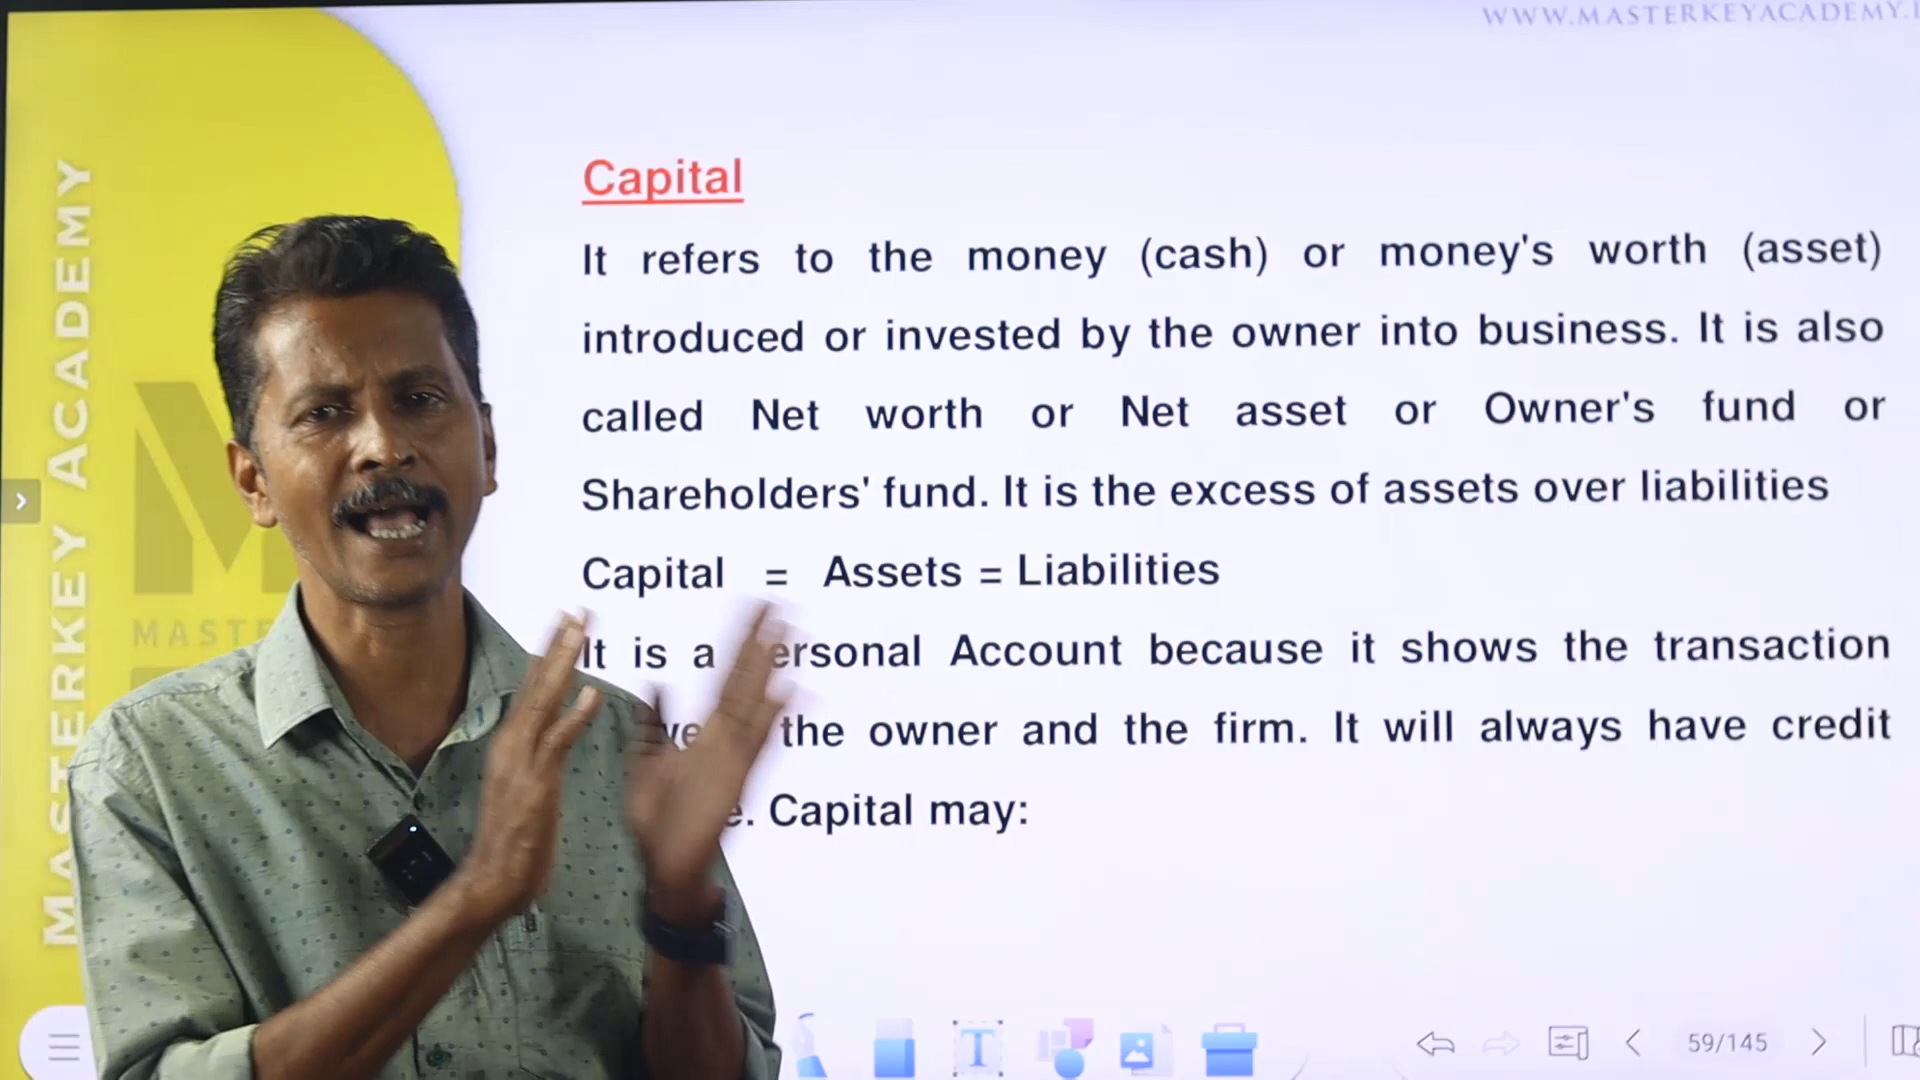 WWW.MASTERKEYACADEMY.I
MASTERKEY ACADEMY
MAST
Capital
It refers to the money (cash) or money's worth (asset)
introduced or invested by the owner into business. It is also
called Net worth or Net asset or Owner's fund or
Shareholders' fund. It is the excess of assets over liabilities
Capital = Assets = Liabilities
It is a ersonal Account because it shows the transaction
the owner and the firm. It will always have credit
e. Capital may:
T
59/145